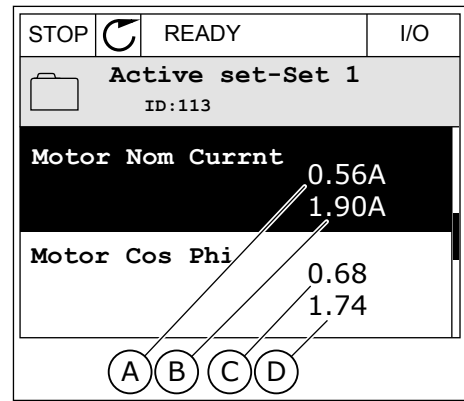 STOP READY I/O
Active set-Set 1
ID:113
Motor Nom Currnt
0.56A
1.90A
Motor Cos Phi
0.68
1.74
A B C D